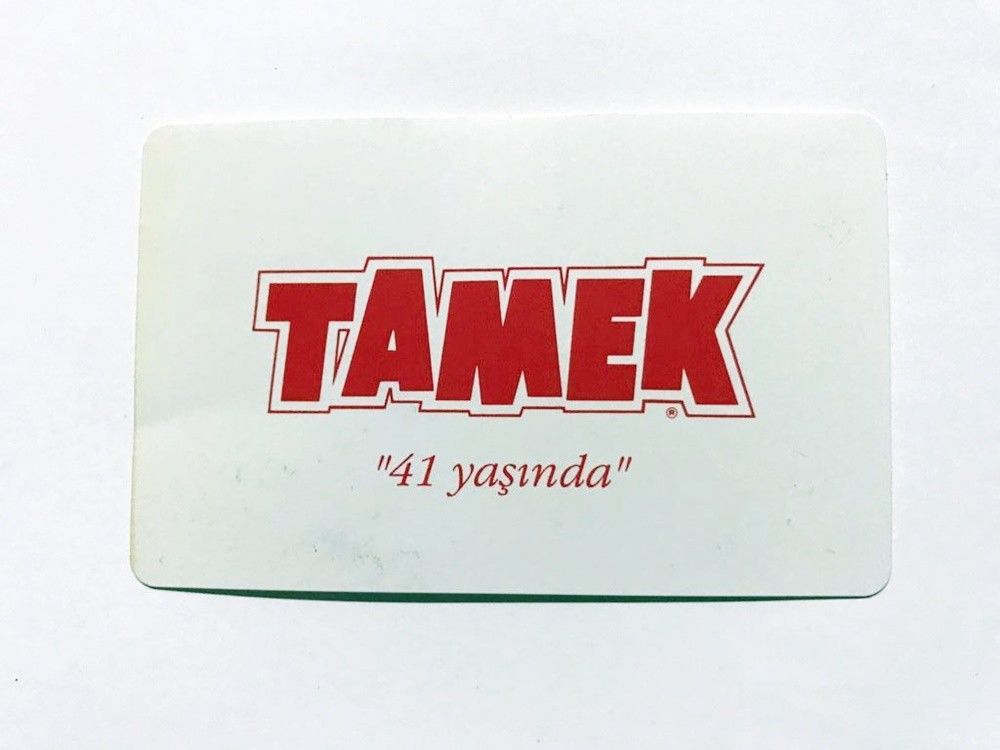 TAMEK
®
"41 yaşında"